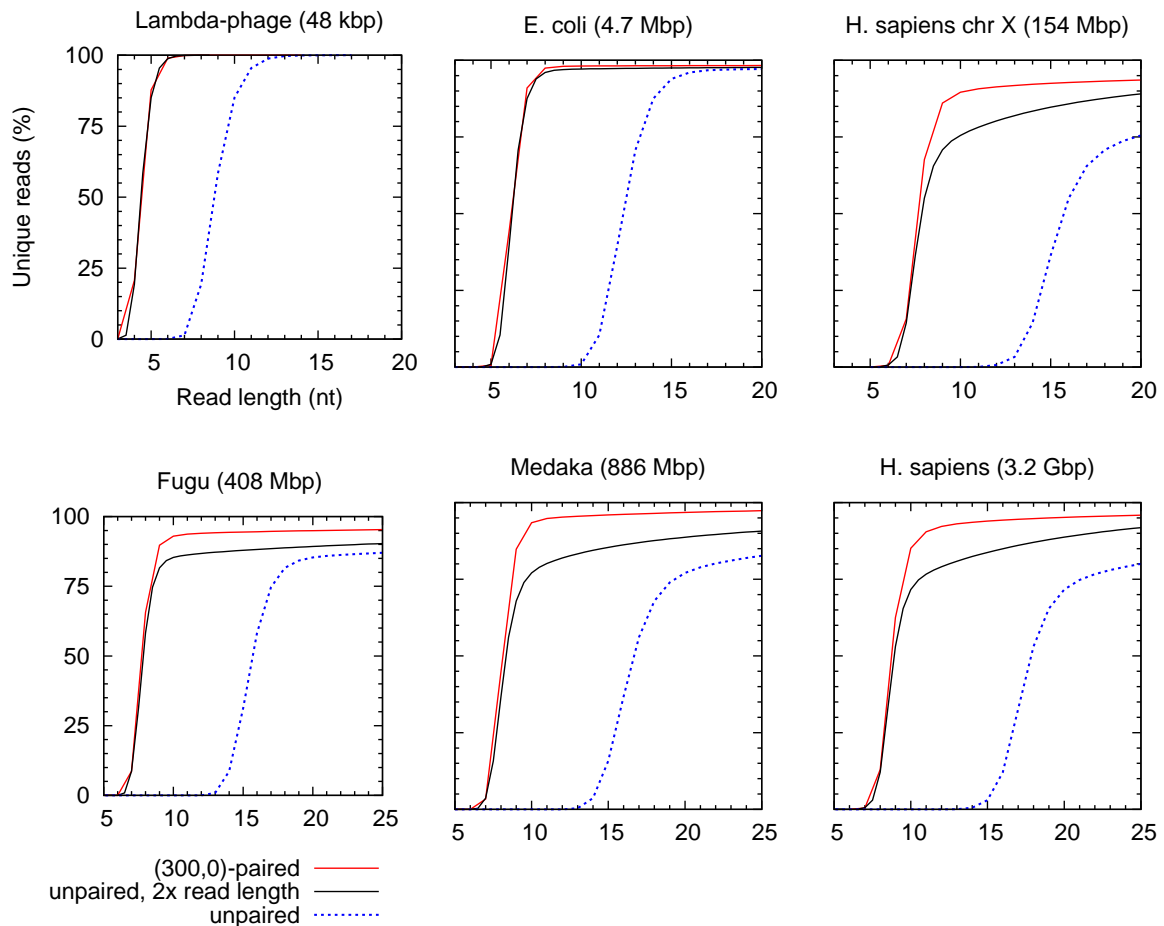 Lambda-phage (48 kbp)
E. coli (4.7 Mbp)
H. sapiens chr X (154 Mbp)
Unique reads (%)
100
75
50
25
0
5 10 15 20
5 10 15 20
5 10 15 20
Read length (nt)
Fugu (408 Mbp)
Medaka (886 Mbp)
H. sapiens (3.2 Gbp)
100
75
50
25
0
5 10 15 20 25
5 10 15 20 25
5 10 15 20 25
(300,0)-paired
unpaired, 2x read length
unpaired